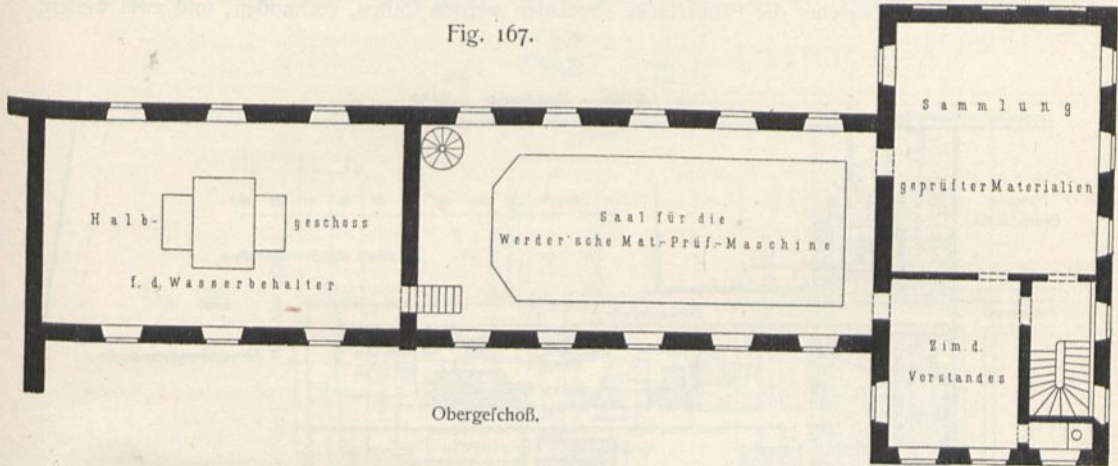 Fig. 167.
Sammlung
geprüfter Materialien
Halb-
geschoss
f. d. Wasserbehalter
Saal für die
Werder'sche Mat.-Prüf.-Maschine
Zim. d.
Vorstandes
Obergeſchoß.